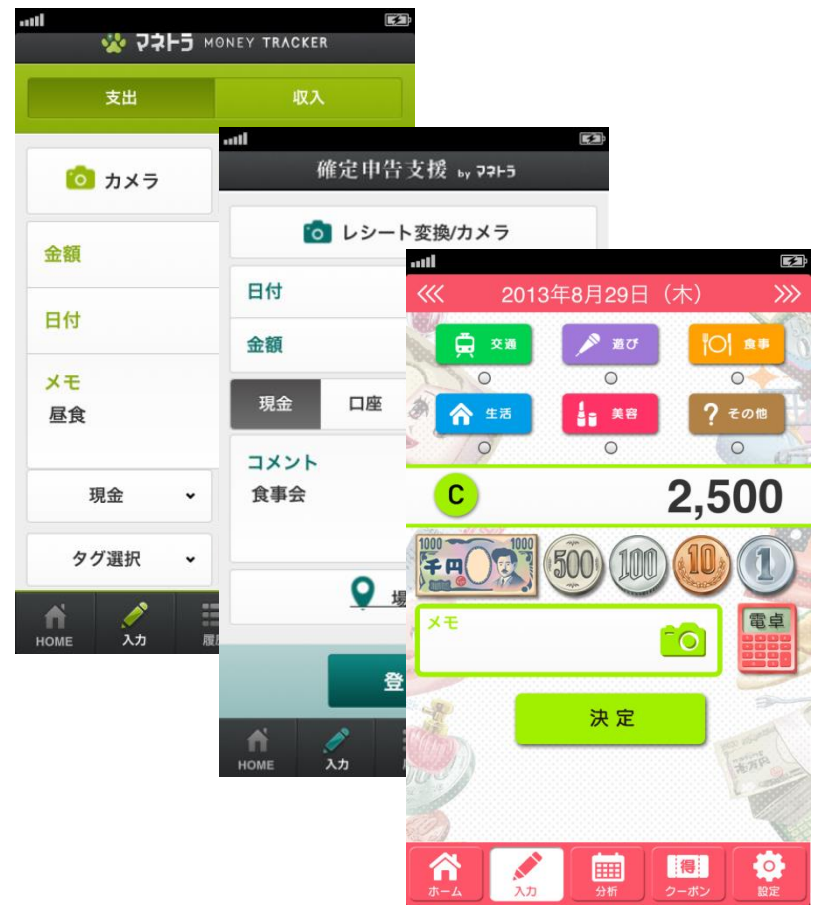 マネトラ MONEY TRACKER
支出
収入
カメラ
金額
日付
メモ
昼食
現金
タグ選択
HOME
入力
確定申告支援 by マネトラ
レシート変換/カメラ
日付
金額
現金
口座
コメント
食事会
場
登
HOME
入力
2013年8月29日（木）
交通
遊び
食事
生活
美容
その他
C
2,500
1000
1000
千円
500
100
10
1
メモ
電卓
決定
壱万円
得
ホーム
入力
分析
クーポン
設定